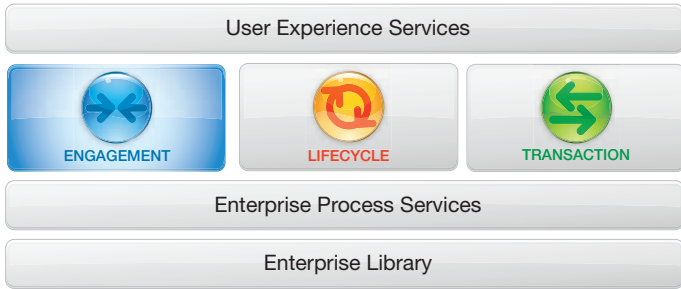 User Experience Services
ENGAGEMENT
LIFECYCLE
TRANSACTION
Enterprise Process Services
Enterprise Library